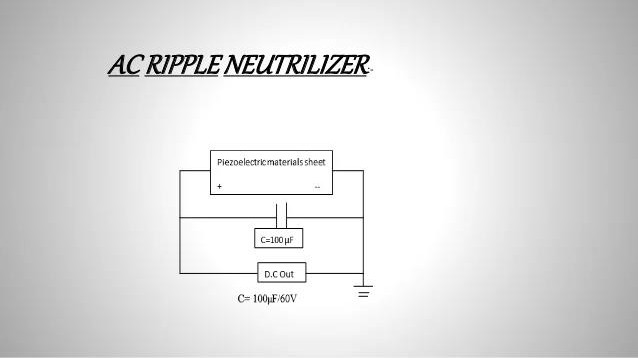 AC RIPPLE NEUTRILIZER:-
Piezoelectric materials sheet
+ --
C=100 µF
D.C Out
C= 100µF/60V